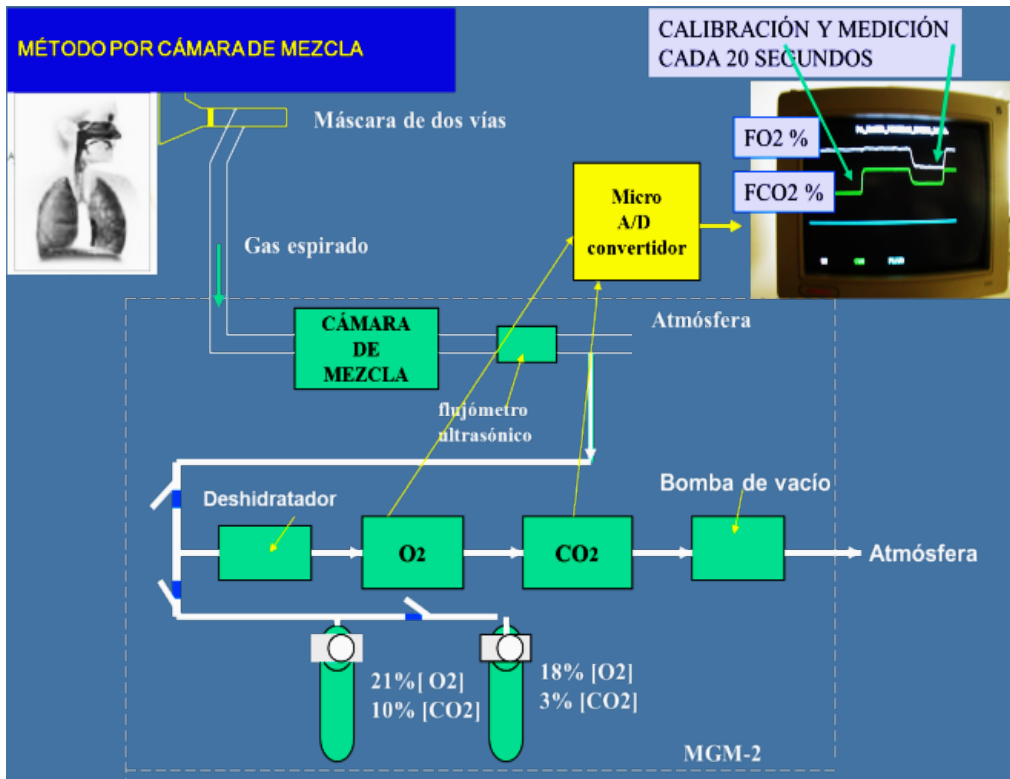 MÉTODO POR CÁMARA DE MEZCLA
CALIBRACIÓN Y MEDICIÓN
CADA 20 SEGUNDOS
Máscara de dos vías
FO2 %
FCO2 %
Micro
A/D
convertidor
Gas espirado
Atmósfera
CÁMARA
DE
MEZCLA
flujómetro
ultrasónico
Deshidratador
Bomba de vacío
O2
CO2
Atmósfera
21%[ O2]
10% [CO2]
18% [O2]
3% [CO2]
MGM-2